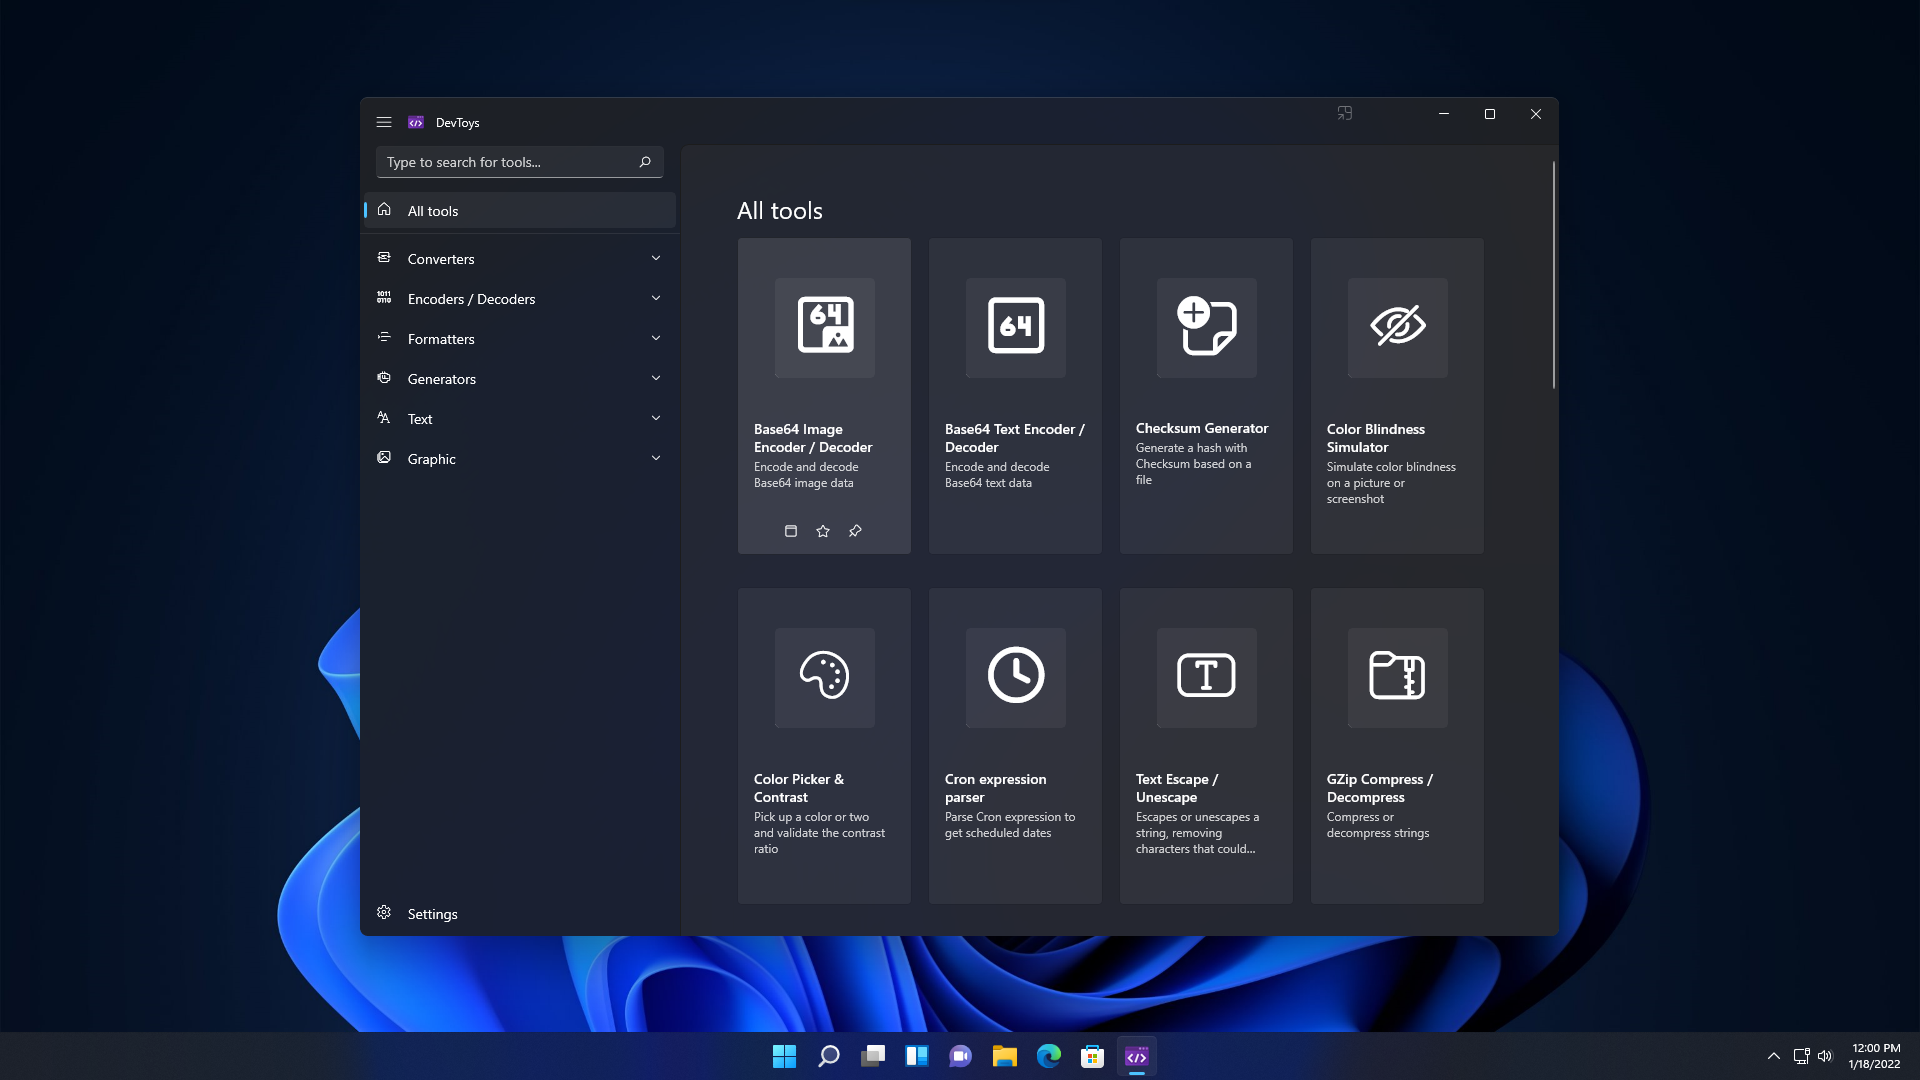 DevToys
Type to search for tools...
All tools
Converters
Encoders / Decoders
Formatters
Generators
Text
Graphic
Settings
All tools
64
Base64 Image
Encoder / Decoder
Encode and decode
Base64 image data
64
Base64 Text Encoder /
Decoder
Encode and decode
Base64 text data
Checksum Generator
Generate a hash with
Checksum based on a
file
Color Blindness
Simulator
Simulate color blindness
on a picture or
screenshot
Color Picker &
Contrast
Pick up a color or two
and validate the contrast
ratio
Cron expression
parser
Parse Cron expression to
get scheduled dates
T
Text Escape /
Unescape
Escapes or unescapes a
string, removing
characters that could...
GZip Compress /
Decompress
Compress or
decompress strings
12:00 PM
1/18/2022